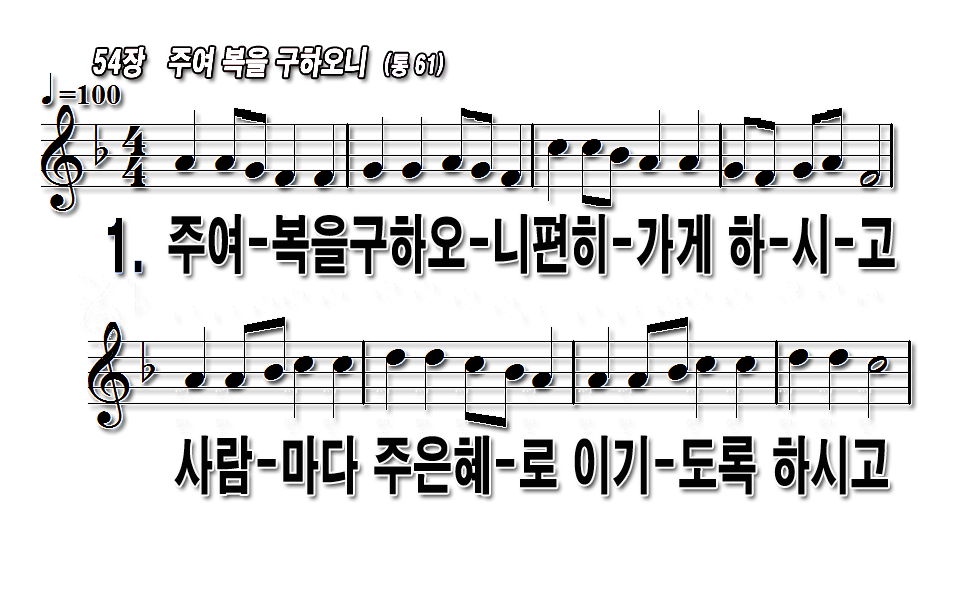 54장 주여 복을 구하오니 (통 61)
♩=100
4
4
1. 주여-복을구하오-니편히-가게 하-시-고
사람-마다 주은혜-로 이기-도록 하시고